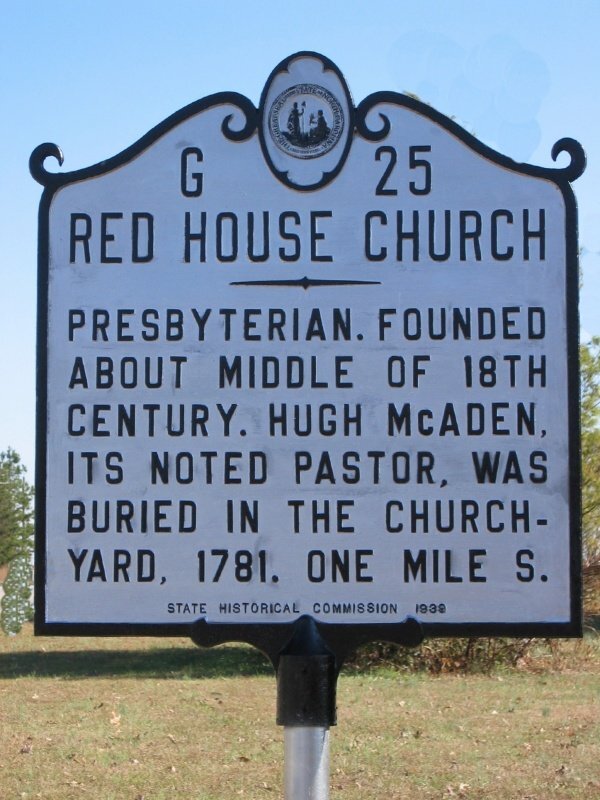 G 25
RED HOUSE CHURCH
PRESBYTERIAN. FOUNDED
ABOUT MIDDLE OF 18TH
CENTURY. HUGH McADEN,
ITS NOTED PASTOR, WAS
BURIED IN THE CHURCH-
YARD, 1781. ONE MILE S.
STATE HISTORICAL COMMISSION 1939